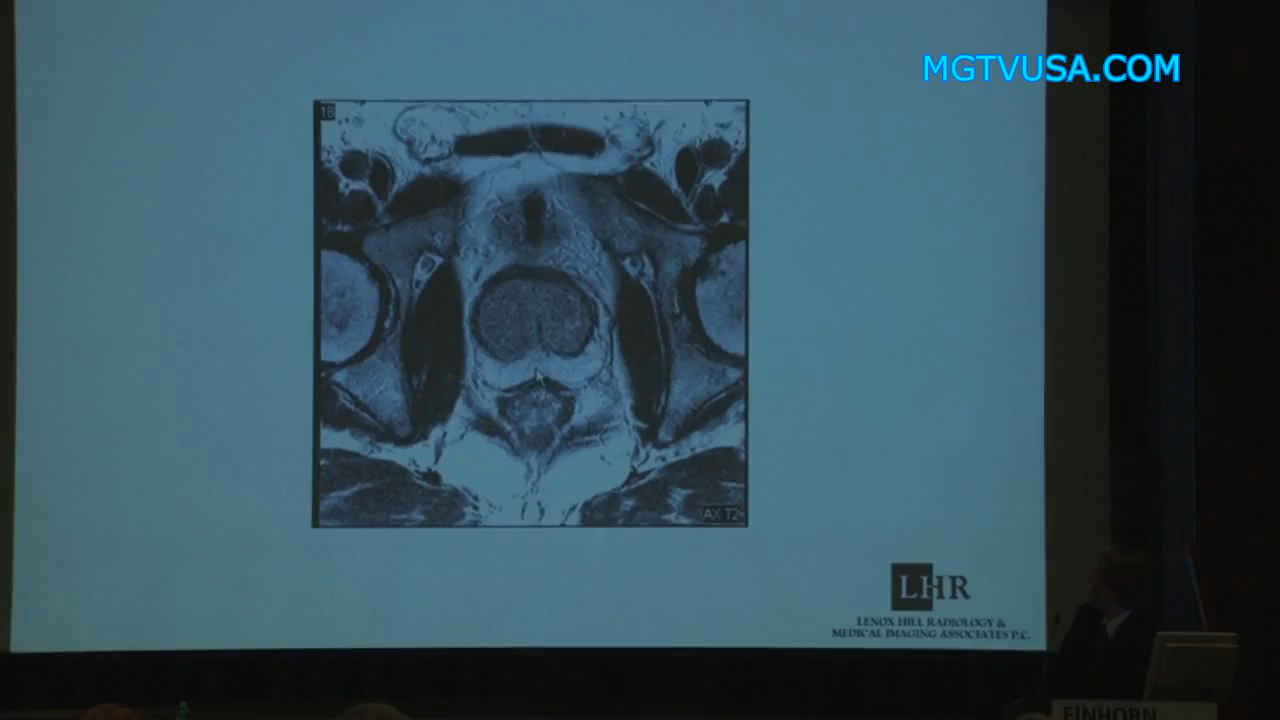 MGTVUSA.COM
18
AX T2*
LHR
LENOX HILL RADIOLOGY &
MEDICAL IMAGING ASSOCIATES P.C.
EINHORN